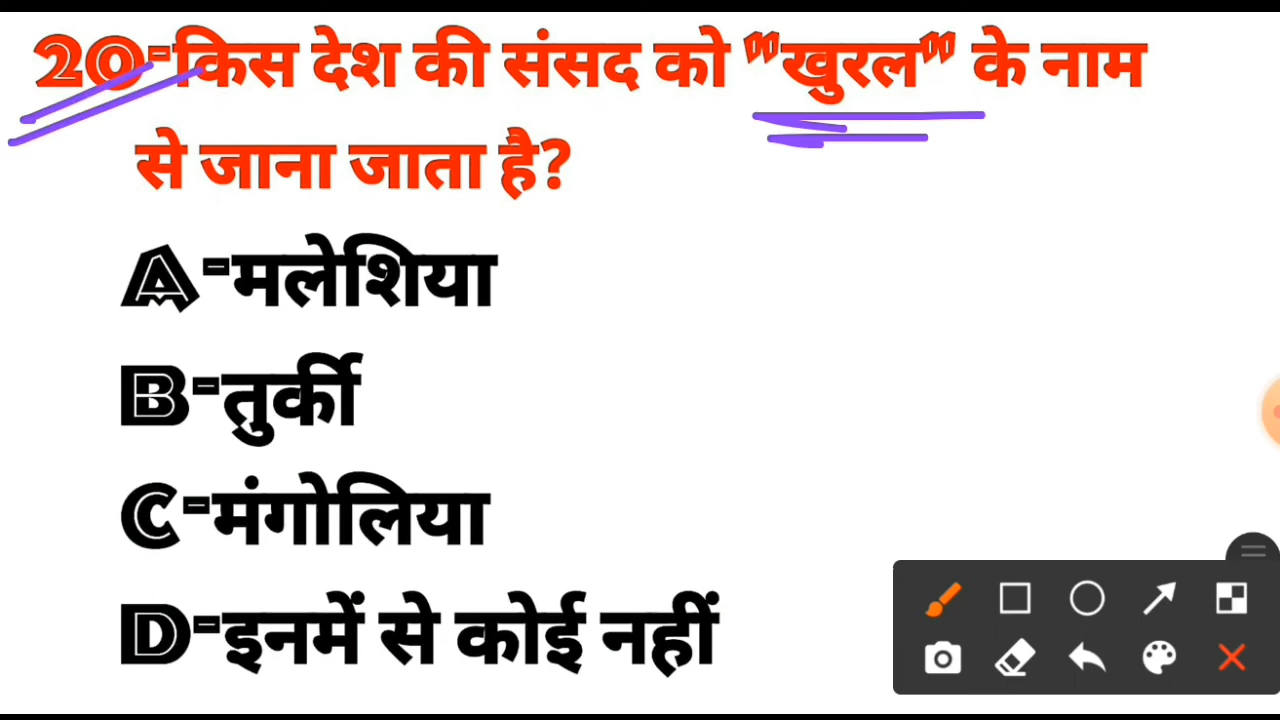 20-किस देश की संसद को "खुरल" के नाम
से जाना जाता है?
A-मलेशिया
B-तुर्की
C-मंगोलिया
D-इनमें से कोई नहीं